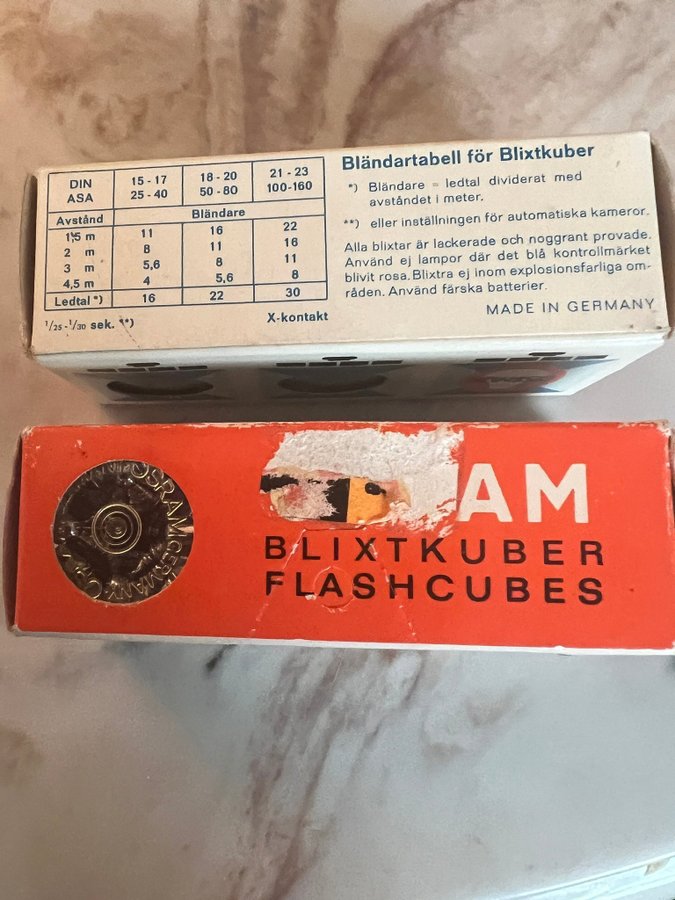 DIN 15 - 17 18 - 20 21 - 23
ASA 25 - 40 50 - 80 100-160
Avstånd Bländare
1,5 m 11 16 22
2 m 8 11 16
3 m 5,6 8 11
4,5 m 4 5,6 8
Ledtal *) 16 22 30
1/25 - 1/30 sek. **) X-kontakt
Bländartabell för Blixtkuber
*) Bländare = ledtal dividerat med
avståndet i meter.
**) eller inställningen för automatiska kameror.
Alla blixtar är lackerade och noggrant provade.
Använd ej lampor där det blå kontrollmärket
blivit rosa. Blixtra ej inom explosionsfarliga om-
råden. Använd färska batterier.
MADE IN GERMANY
OSRAM GERMANY
AM
BLIXTKUBER
FLASHCUBES